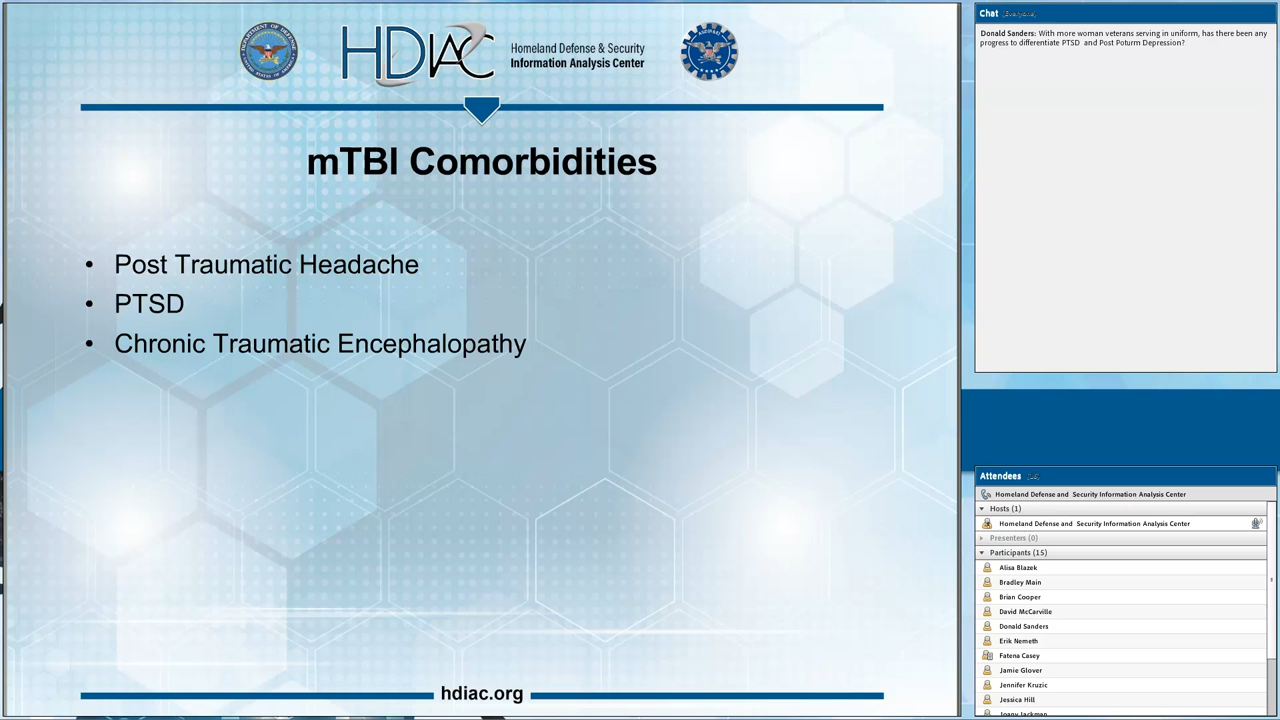 HDIAC
Homeland Defense & Security
Information Analysis Center
mTBI Comorbidities
• Post Traumatic Headache
• PTSD
• Chronic Traumatic Encephalopathy
hdiac.org
Chat (Everyone)
Donald Sanders: With more woman veterans serving in uniform, has there been any
progress to differentiate PTSD and Post Poturm Depression?
Attendees
Homeland Defense and Security Information Analysis Center
Hosts (1)
Homeland Defense and Security Information Analysis Center
Presenters (0)
Participants (15)
Alisa Blazek
Bradley Main
Brian Cooper
David McCarville
Donald Sanders
Erik Nemeth
Fatena Casey
Jamie Glover
Jennifer Kruzic
Jessica Hill